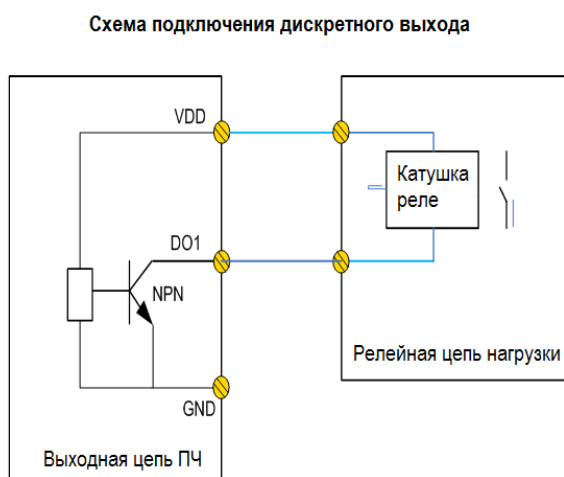 Схема подключения дискретного выхода
VDD
Катушка
реле
DO1
NPN
Релейная цепь нагрузки
GND
Выходная цепь ПЧ